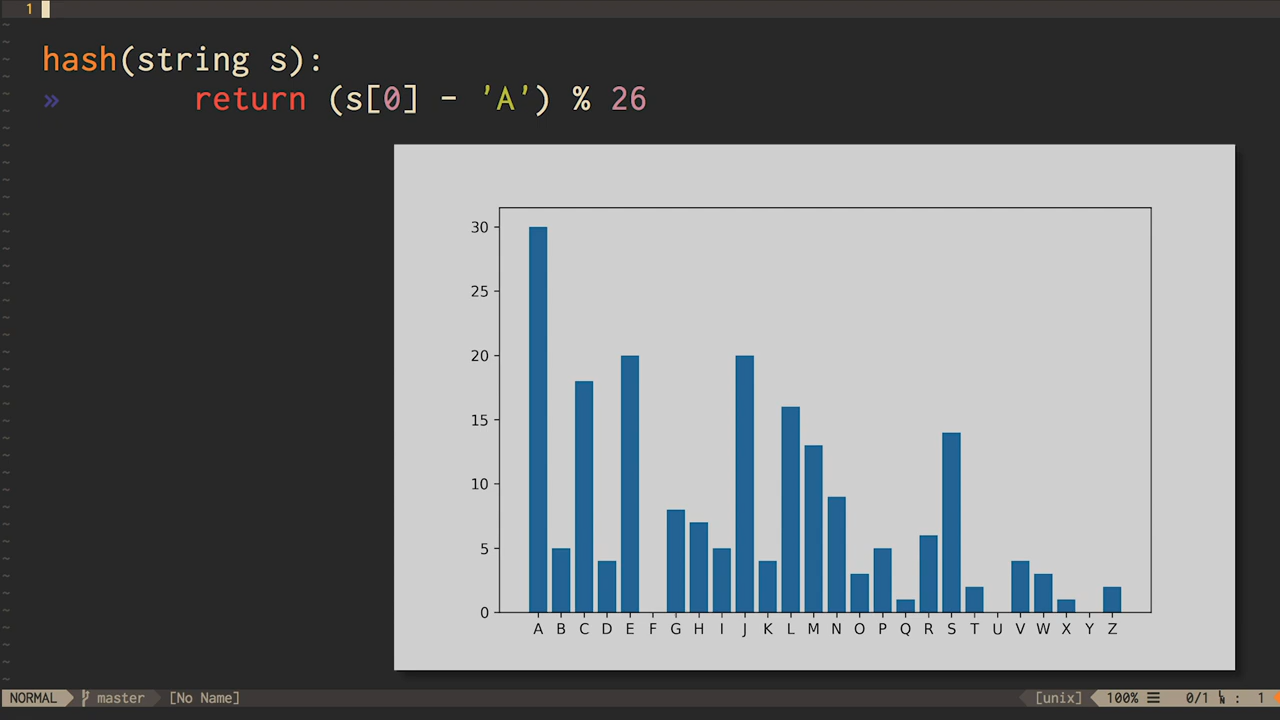 1
hash(string s):
» return (s[0] - 'A') % 26
30
25
20
15
10
5
0
A B C D E F G H I J K L M N O P Q R S T U V W X Y Z
NORMAL master [No Name] [unix] 100% ☰ 0/1 ㏑ : 1